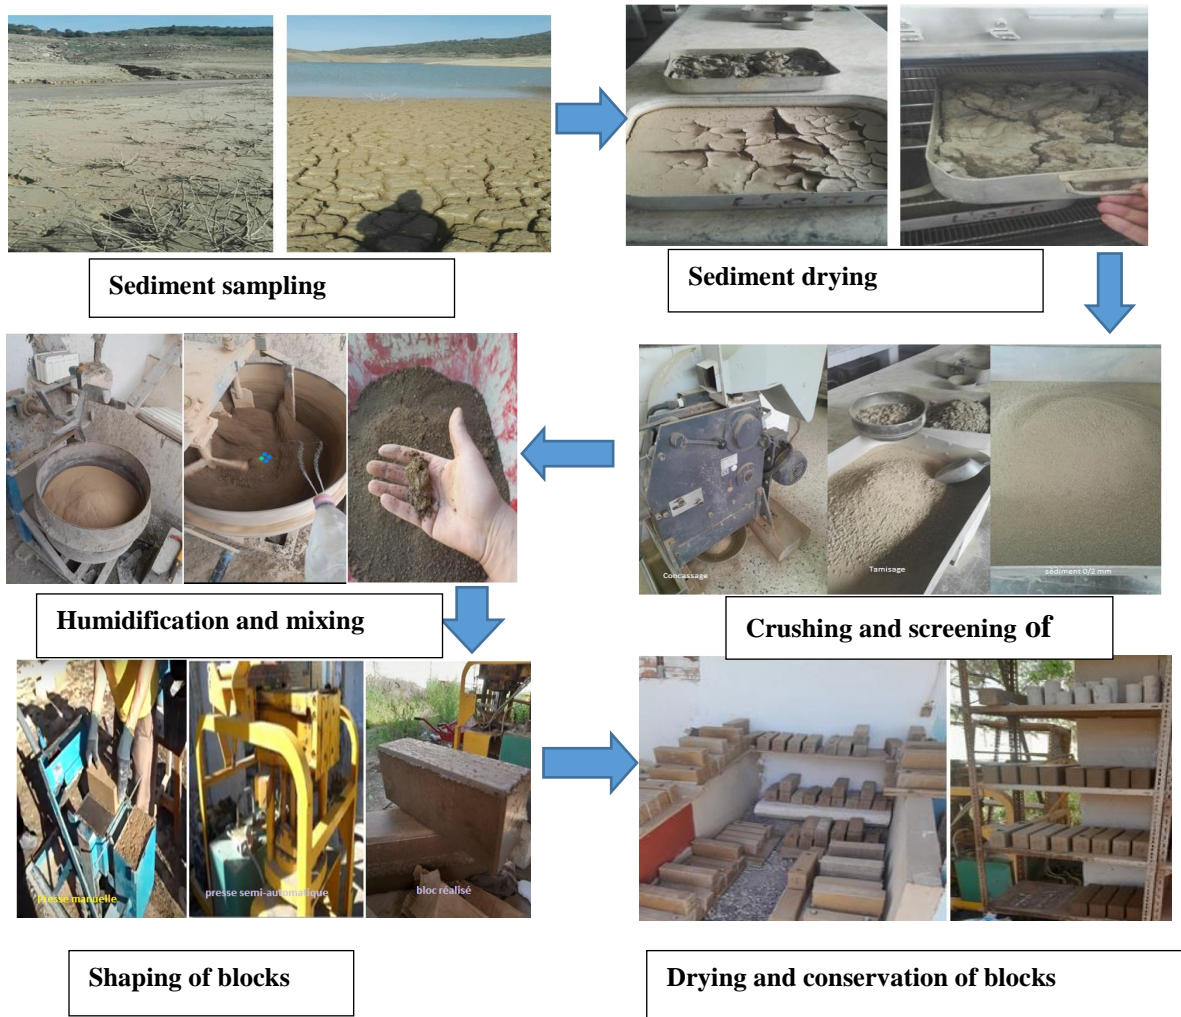 Sediment sampling
Sediment drying
Concassage
Tamisage
sédiment 0/2 mm
Crushing and screening of
Humidification and mixing
Presse manuelle
presse semi-automatique
bloc réalisé
Shaping of blocks
Drying and conservation of blocks